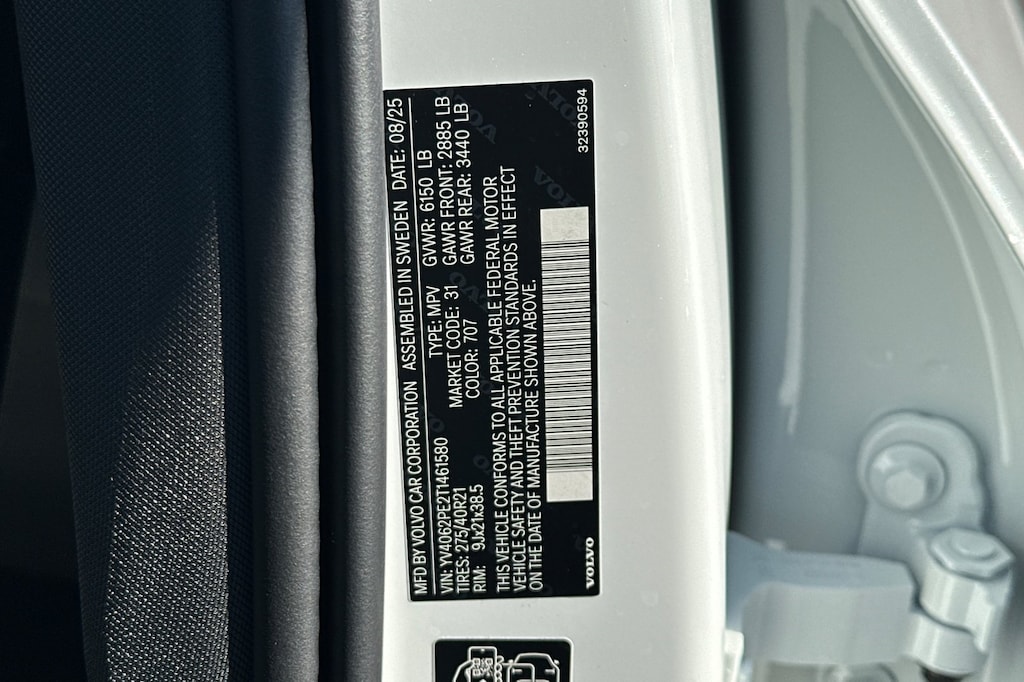 MFD BY VOLVO CAR CORPORATION ASSEMBLED IN SWEDEN DATE: 08/25
VIN: YV4062PE2T1461580 TYPE: MPV GVWR: 6150 LB
TIRES: 275/40R21 MARKET CODE: 31 GAWR FRONT: 2885 LB
RIM: 9Jx21x38.5 COLOR: 707 GAWR REAR: 3440 LB
THIS VEHICLE CONFORMS TO ALL APPLICABLE FEDERAL MOTOR
VEHICLE SAFETY AND THEFT PREVENTION STANDARDS IN EFFECT
ON THE DATE OF MANUFACTURE SHOWN ABOVE.
VOLVO
32390594